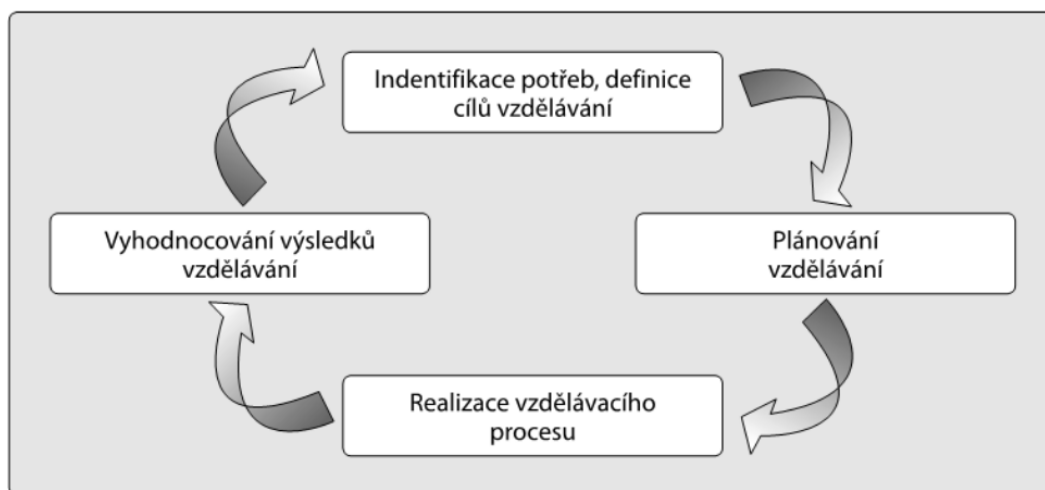 Indentifikace potřeb, definice
cílů vzdělávání
Vyhodnocování výsledků
vzdělávání
Plánování
vzdělávání
Realizace vzdělávacího
procesu